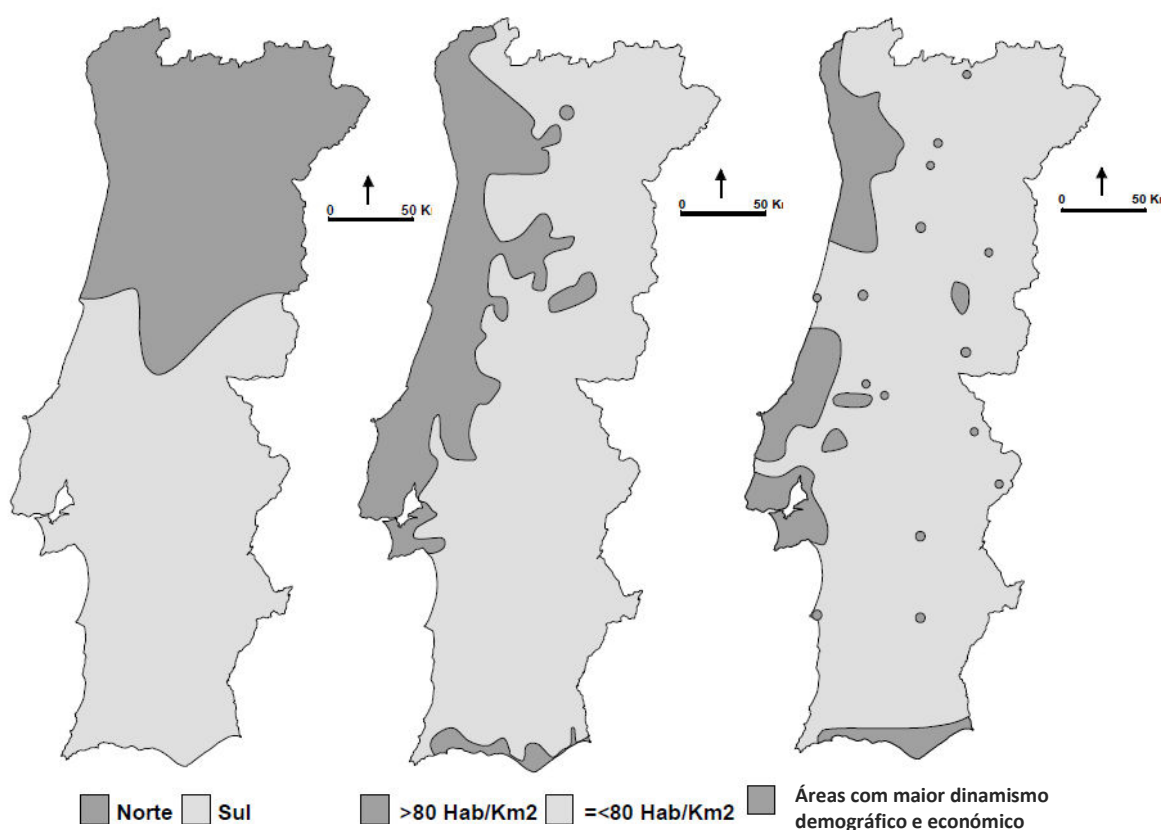 0 50 K
0 50 K
0 50 K
Norte Sul
>80 Hab/Km2 =<80 Hab/Km2
Áreas com maior dinamismo
demográfico e económico